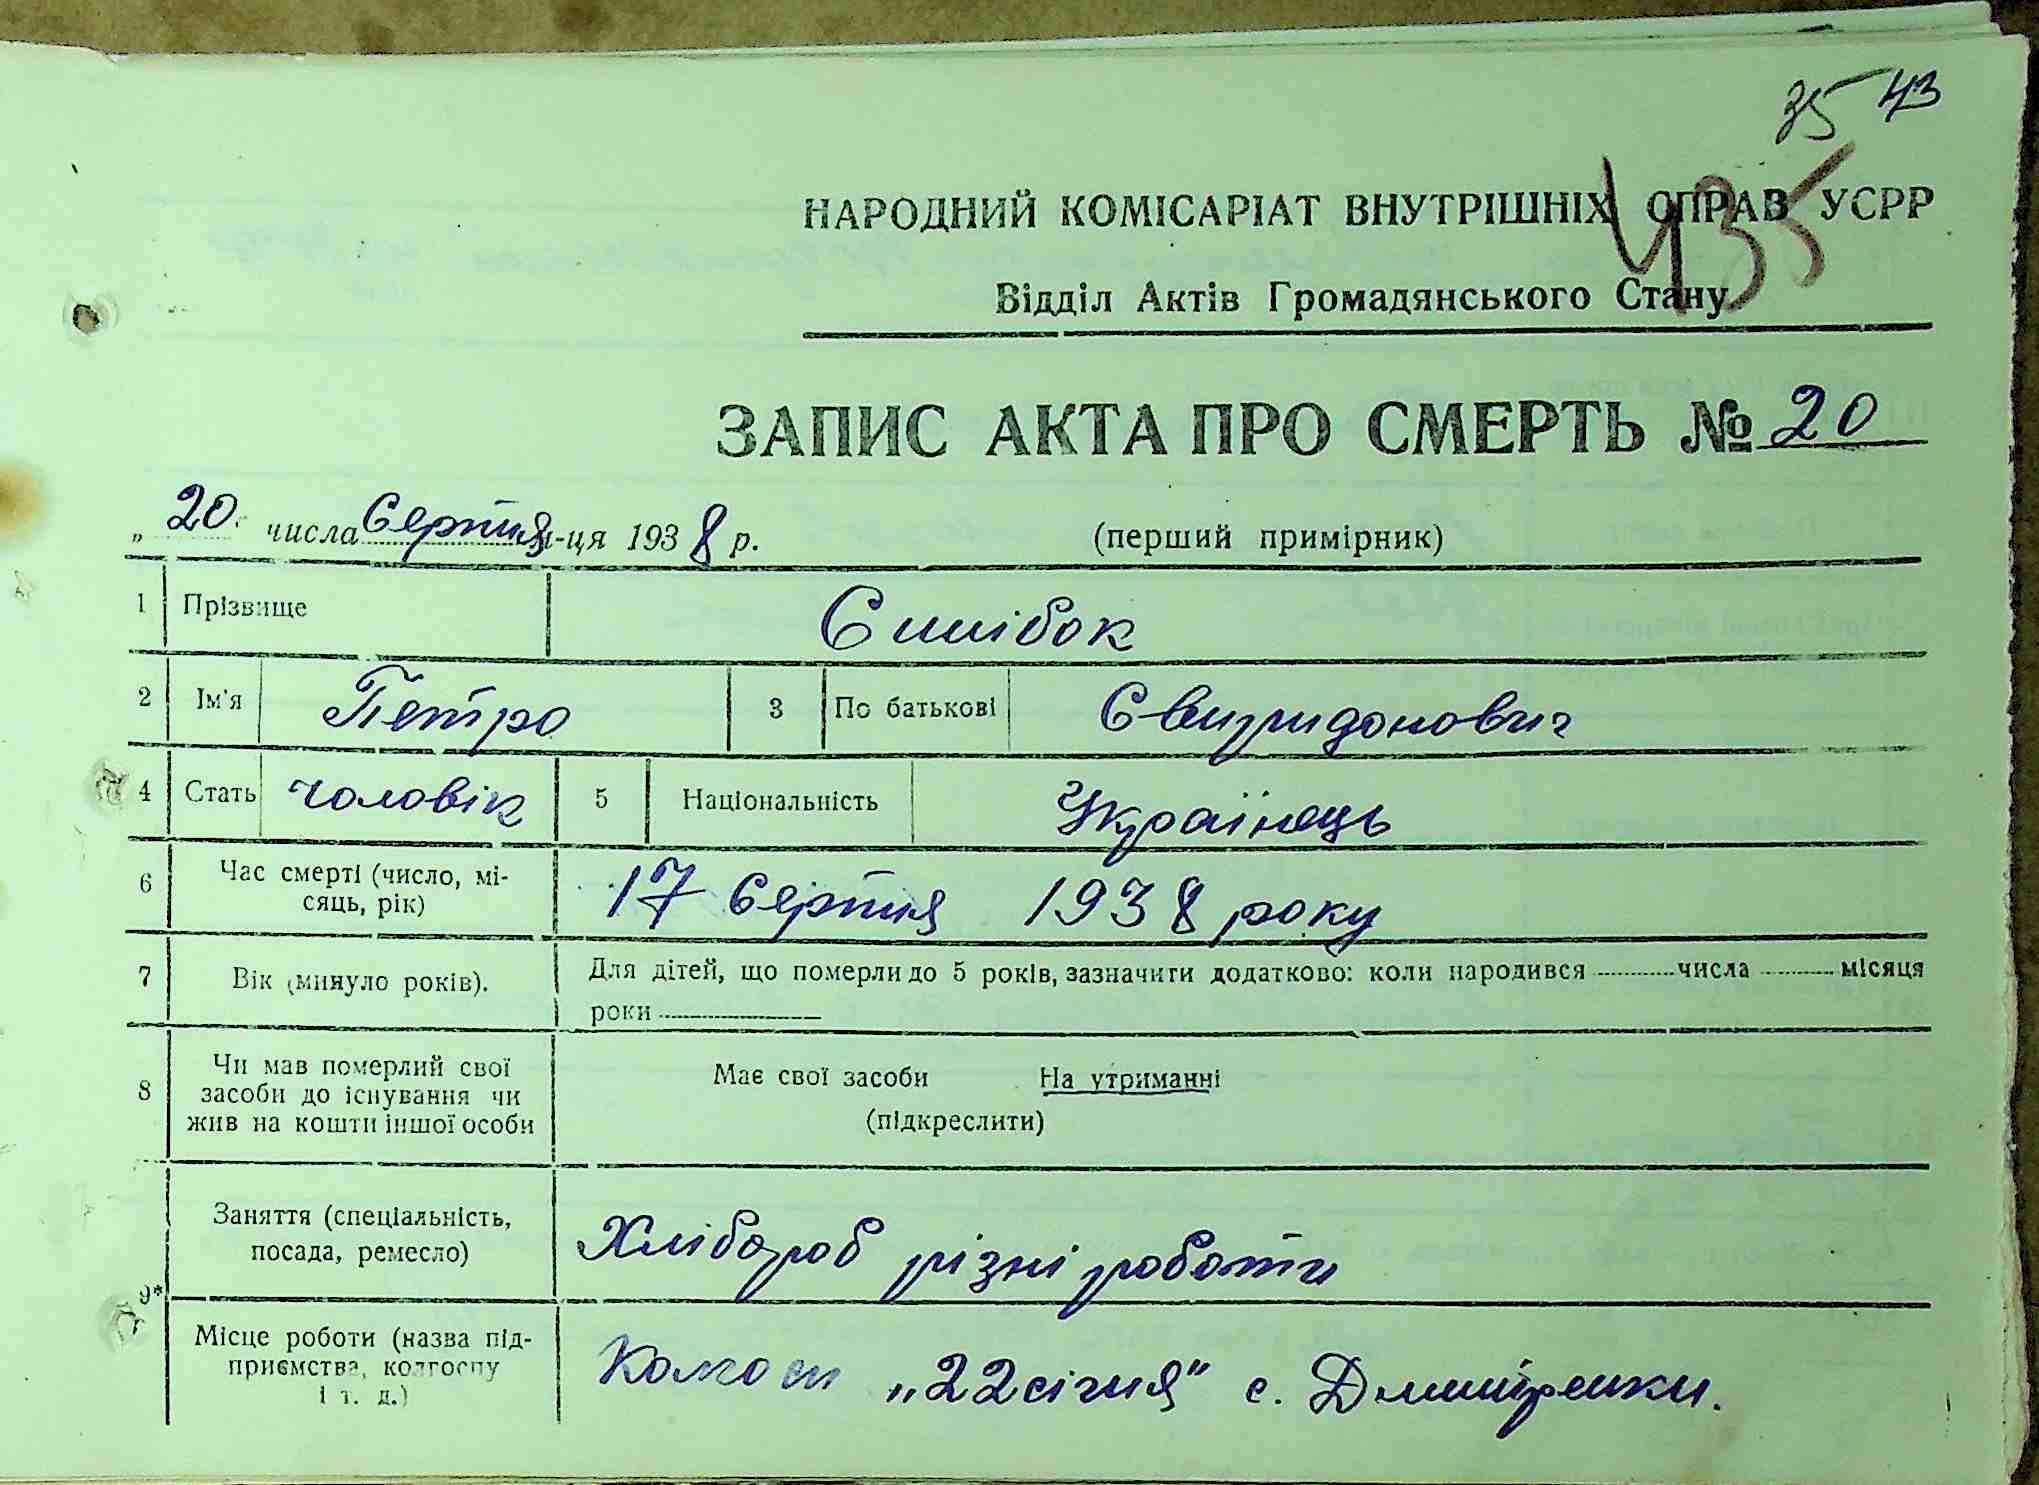 35 43
435
НАРОДНИЙ КОМІСАРІАТ ВНУТРІШНІХ СПРАВ УСРР
Відділ Актів Громадянського Стану
ЗАПИС АКТА ПРО СМЕРТЬ № 20
„ 20 числа Серпня м-ця 1938 р. (перший примірник)
1 Прізвище
2 Ім'я Петро 3 По батькові Свиридонович
4 Стать чоловік 5 Національність Українець
6 Час смерті (число, мі-
сяць, рік) 17 Серпня 1938 року
7 Вік (минуло років). Для дітей, що померли до 5 років, зазначити додатково: коли народився числа місяця
роки
8 Чи мав померлий свої
засоби до існування чи
жив на кошти іншої особи
Має свої засоби На утриманні
(підкреслити)
9* Заняття (спеціальність,
посада, ремесло) Хлібороб різні роботи
Місце роботи (назва під-
приємства, колгоспу
і т. д.) Колгосп „22 січня" с.